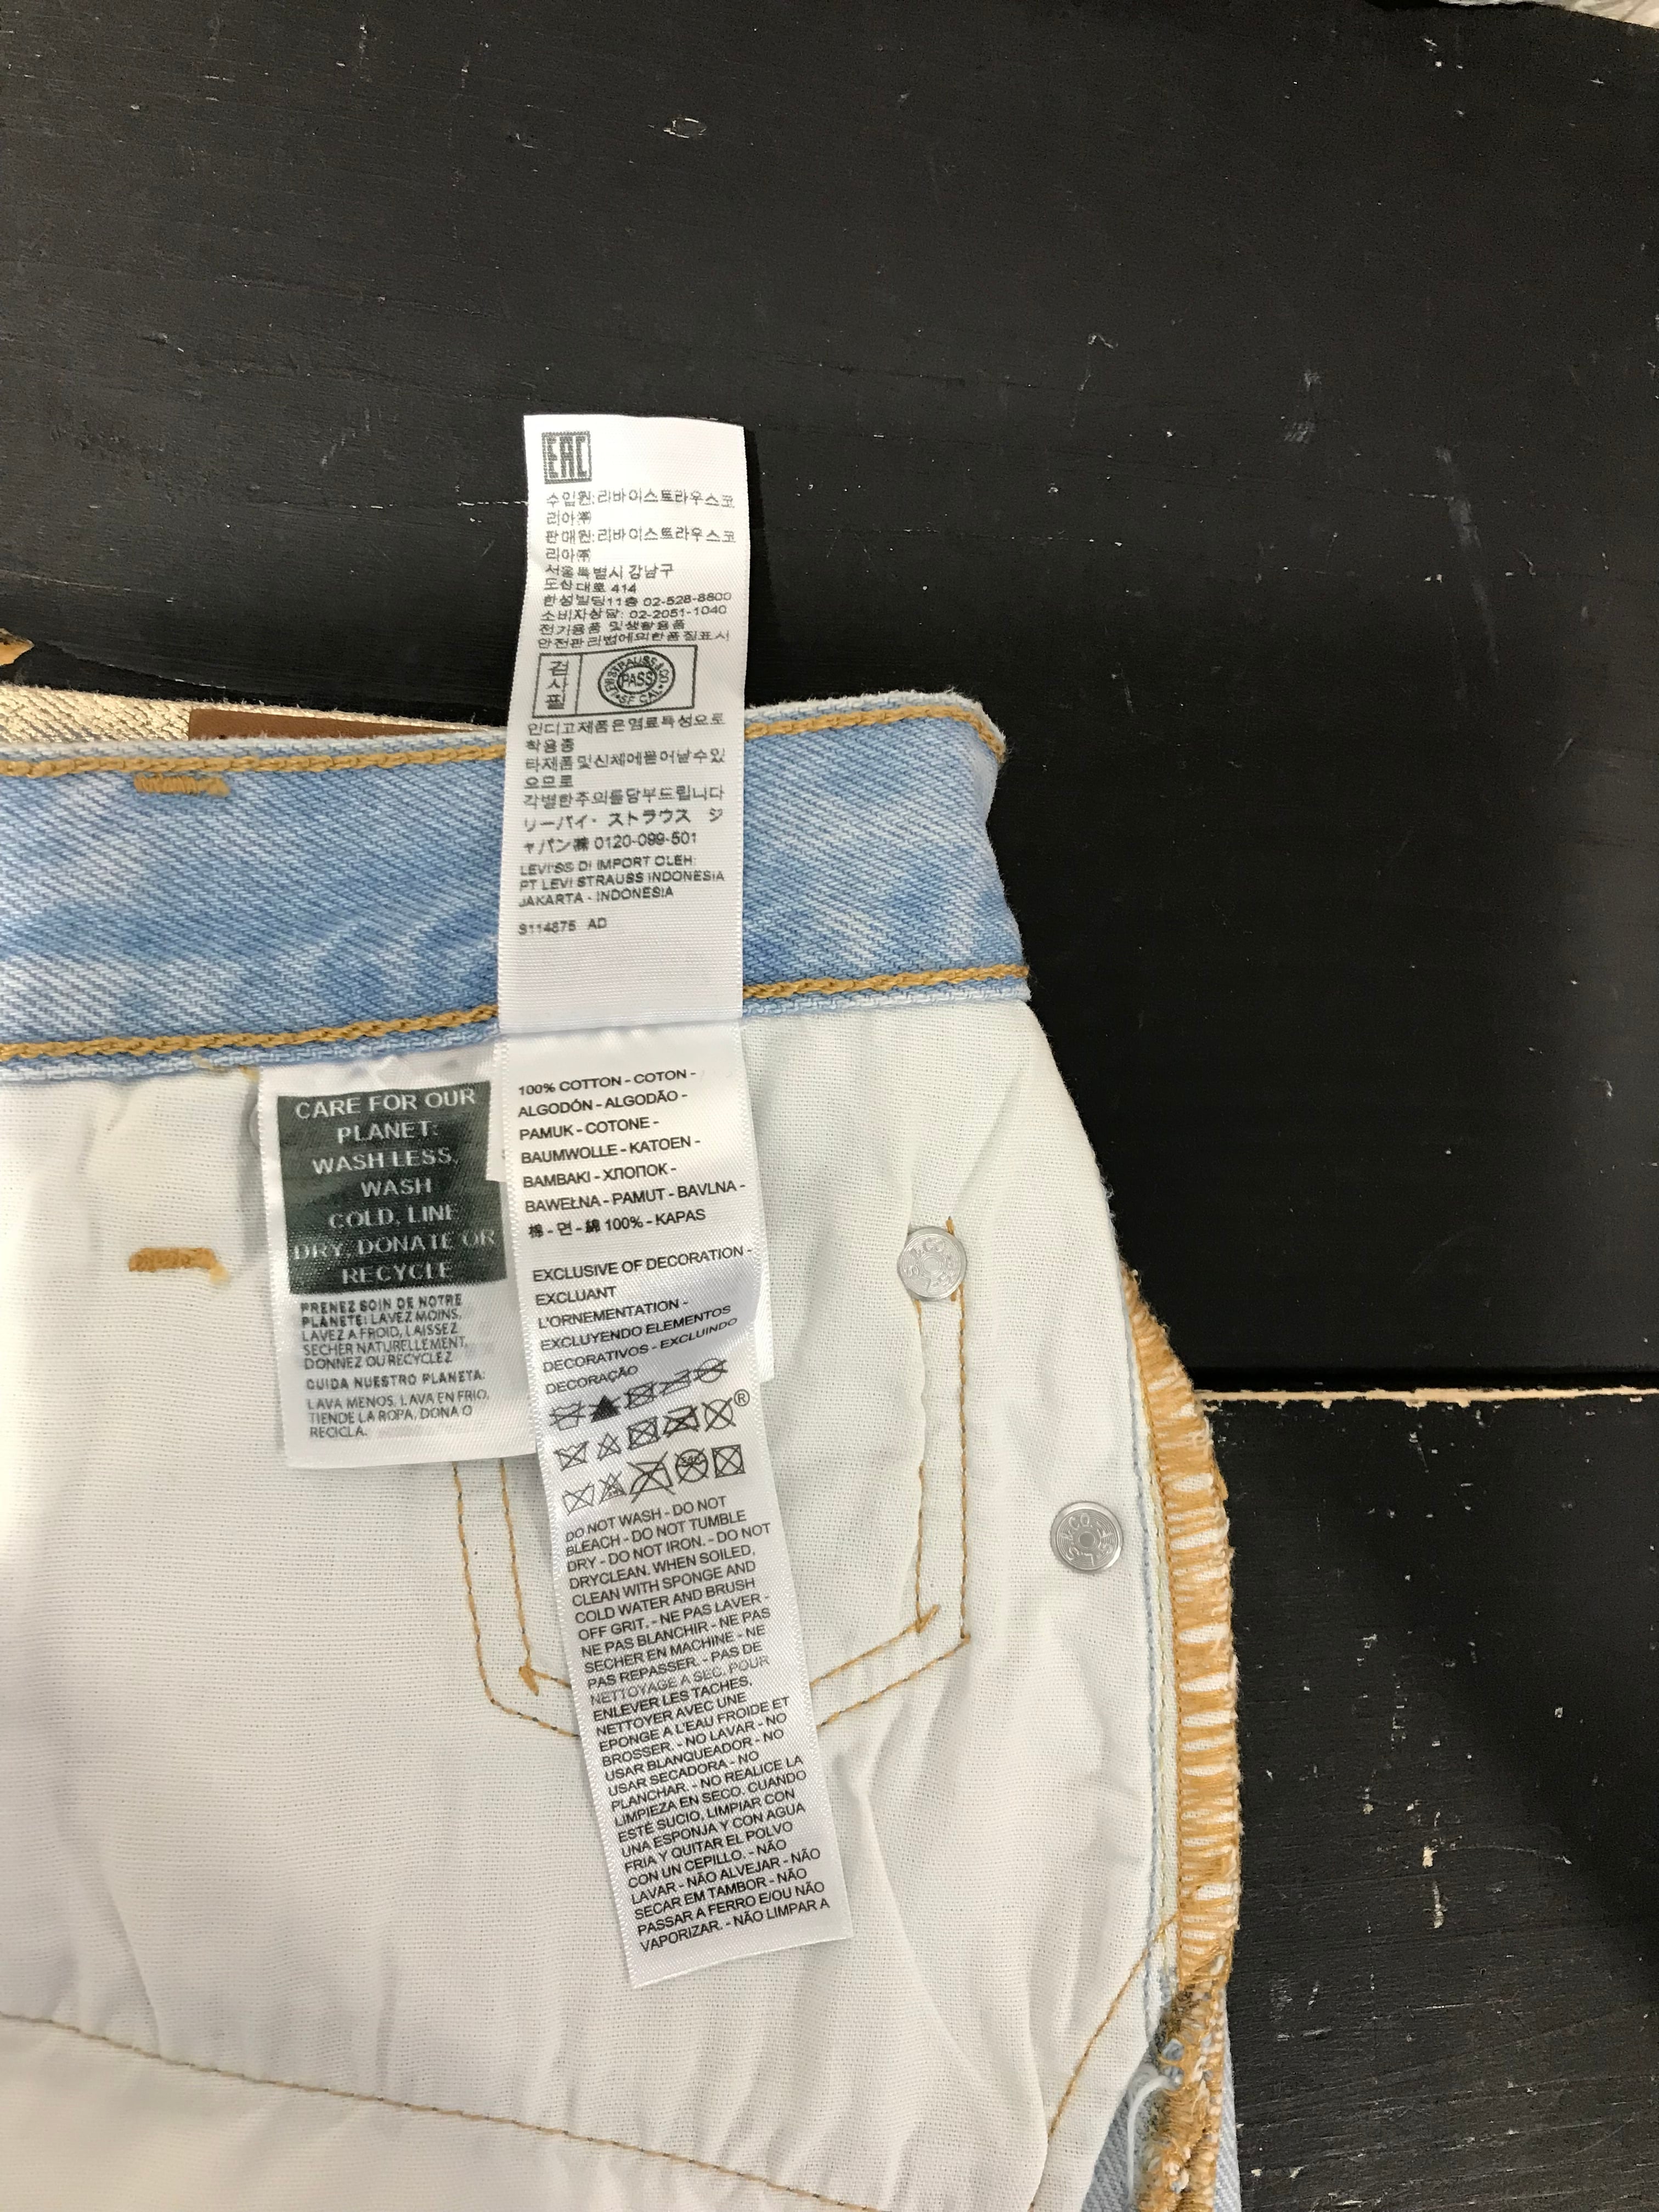 EAC
수입원:리바이스트라우스코
리아㈜
판매원:리바이스트라우스코
리아㈜
서울특별시 강남구
도산대로 414
한성빌딩11층 02-528-8800
소비자상담: 02-2051-1040
전기용품 및생활용품
안전관리법에의한품질표시
검사필
LEVI STRAUSS & CO
PASS
SF CAL
인디고제품은염료특성으로
착용중
타제품및신체에물어날수있
으므로
각별한주의를당부드립니다
リーバイ・ストラウス ジ
ャパン㈱ 0120-099-501
LEVI'S® DI IMPORT OLEH:
PT LEVI STRAUSS INDONESIA
JAKARTA - INDONESIA
S114875 AD
CARE FOR OUR
PLANET:
WASH LESS,
WASH
COLD, LINE
DRY, DONATE OR
RECYCLE
PRENEZ SOIN DE NOTRE
PLANÈTE: LAVEZ MOINS,
LAVEZ A FROID, LAISSEZ
SECHER NATURELLEMENT,
DONNEZ OU RECYCLEZ
CUIDA NUESTRO PLANETA:
LAVA MENOS, LAVA EN FRIO,
TIENDE LA ROPA, DONA O
RECICLA.
100% COTTON - COTON -
ALGODÓN - ALGODÃO -
PAMUK - COTONE -
BAUMWOLLE - KATOEN -
BAMBAKI - ХЛОПОК -
BAWEŁNA - PAMUT - BAVLNA -
棉 - 면 - 綿 100% - KAPAS
EXCLUSIVE OF DECORATION -
EXCLUANT
L'ORNEMENTATION -
EXCLUYENDO ELEMENTOS
DECORATIVOS - EXCLUINDO
DECORAÇÃO
®
DO NOT WASH - DO NOT
BLEACH - DO NOT TUMBLE
DRY - DO NOT IRON. - DO NOT
DRYCLEAN. WHEN SOILED,
CLEAN WITH SPONGE AND
COLD WATER AND BRUSH
OFF GRIT. - NE PAS LAVER -
NE PAS BLANCHIR - NE PAS
SECHER EN MACHINE - NE
PAS REPASSER. - PAS DE
NETTOYAGE A SEC. POUR
ENLEVER LES TACHES,
NETTOYER AVEC UNE
EPONGE A L'EAU FROIDE ET
BROSSER. - NO LAVAR - NO
USAR BLANQUEADOR - NO
USAR SECADORA - NO
PLANCHAR. - NO REALICE LA
LIMPIEZA EN SECO. CUANDO
ESTÉ SUCIO, LIMPIAR CON
UNA ESPONJA Y CON AGUA
FRIA Y QUITAR EL POLVO
CON UN CEPILLO. - NÃO
LAVAR - NÃO ALVEJAR - NÃO
SECAR EM TAMBOR - NÃO
PASSAR A FERRO E/OU NÃO
VAPORIZAR. - NÃO LIMPAR A